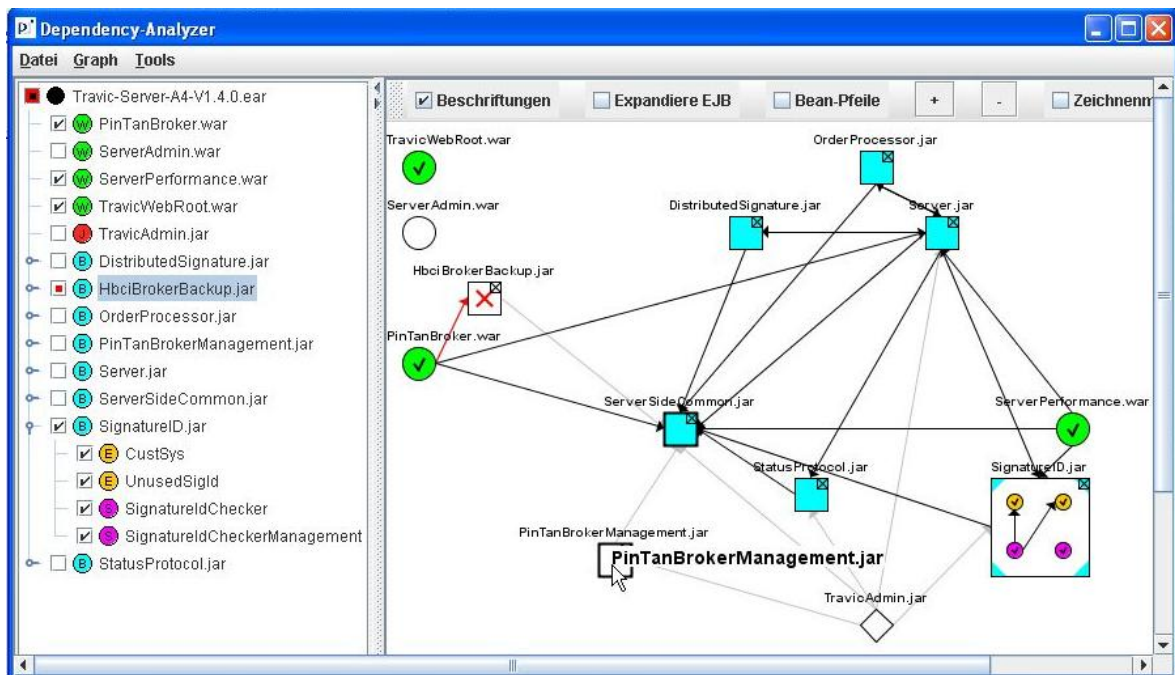 Dependency-Analyzer
Datei Graph Tools
Travic-Server-A4-V1.4.0.ear
W PinTanBroker.war
W ServerAdmin.war
W ServerPerformance.war
W TravicWebRoot.war
J TravicAdmin.jar
B DistributedSignature.jar
B HbciBrokerBackup.jar
B OrderProcessor.jar
B PinTanBrokerManagement.jar
B Server.jar
B ServerSideCommon.jar
B SignatureID.jar
E CustSys
E UnusedSigId
S SignatureIdChecker
S SignatureIdCheckerManagement
B StatusProtocol.jar
Beschriftungen Expandiere EJB Bean-Pfeile + - Zeichnenm
TravicWebRoot.war
OrderProcessor.jar
ServerAdmin.war
DistributedSignature.jar
Server.jar
HbciBrokerBackup.jar
PinTanBroker.war
ServerSideCommon.jar
ServerPerformance.war
StatusProtocol.jar
SignatureID.jar
PinTanBrokerManagement.jar
PinTanBrokerManagement.jar
TravicAdmin.jar